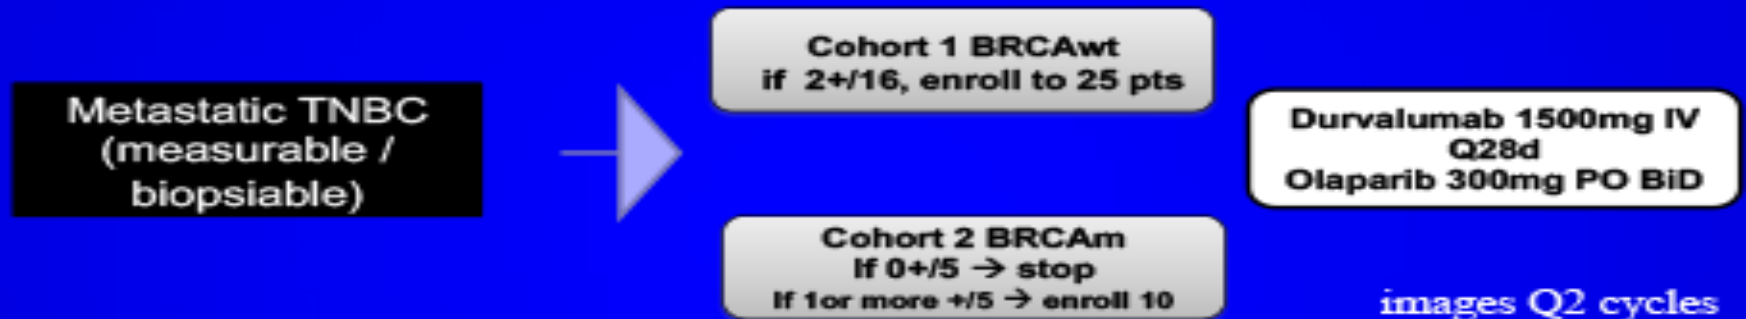 Metastatic TNBC
(measurable /
biopsiable)
Cohort 1 BRCAwt
if 2+/16, enroll to 25 pts
Cohort 2 BRCAm
If 0+/5 → stop
If 1or more +/5 → enroll 10
Durvalumab 1500mg IV
Q28d
Olaparib 300mg PO BiD
images Q2 cycles